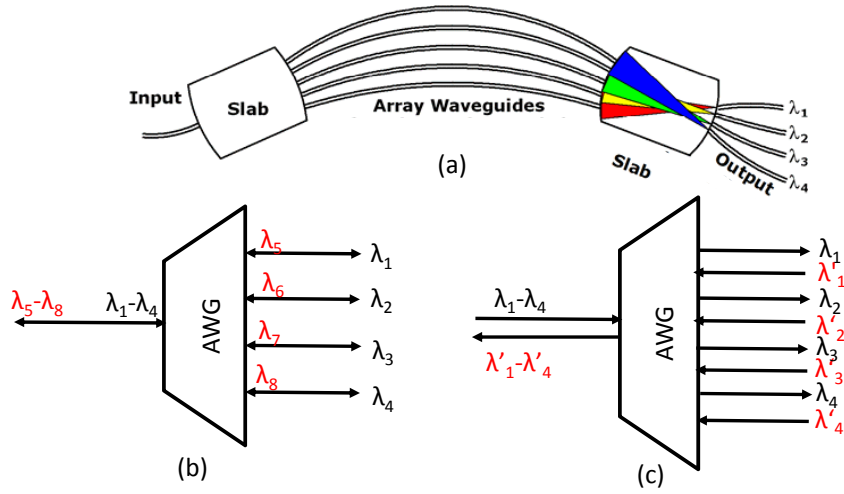 Input
Slab
Array Waveguides
Slab
Output
λ1
λ2
λ3
λ4
(a)
λ5-λ8
λ1-λ4
AWG
λ5
λ1
λ6
λ2
λ7
λ3
λ8
λ4
(b)
λ1-λ4
λ'1-λ'4
AWG
λ1
λ'1
λ2
λ'2
λ3
λ'3
λ4
λ'4
(c)